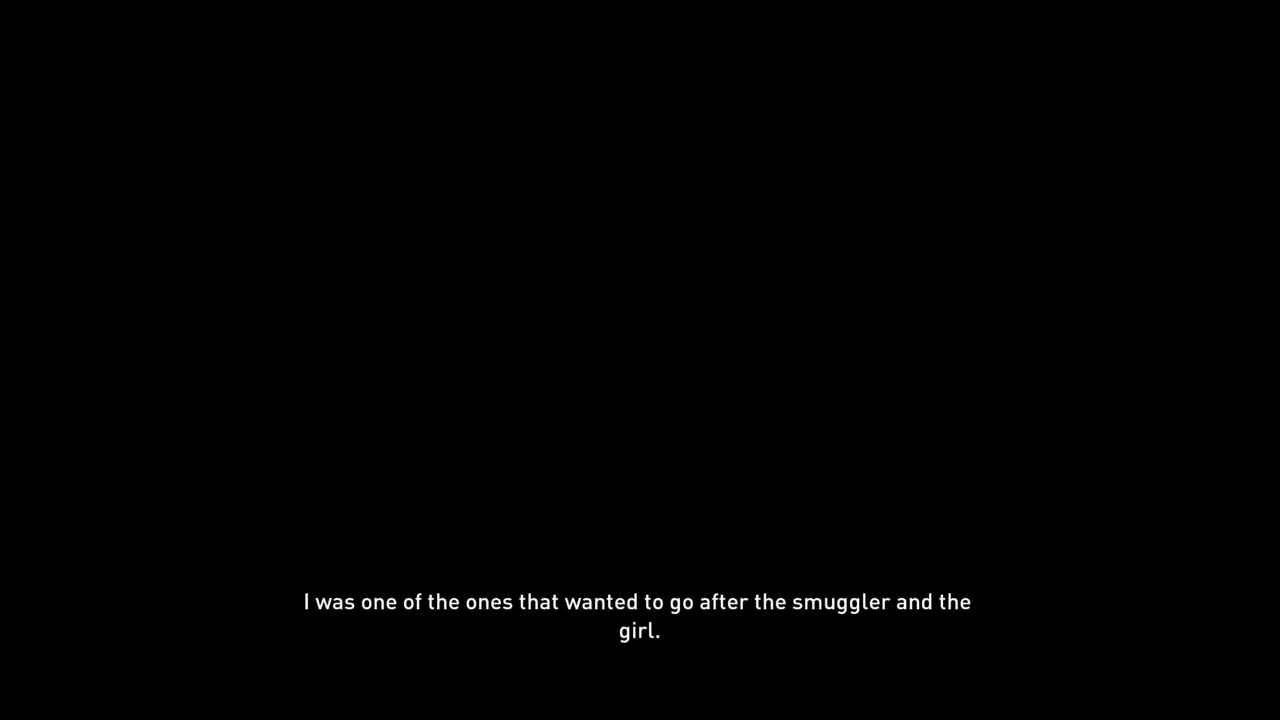 I was one of the ones that wanted to go after the smuggler and the
girl.